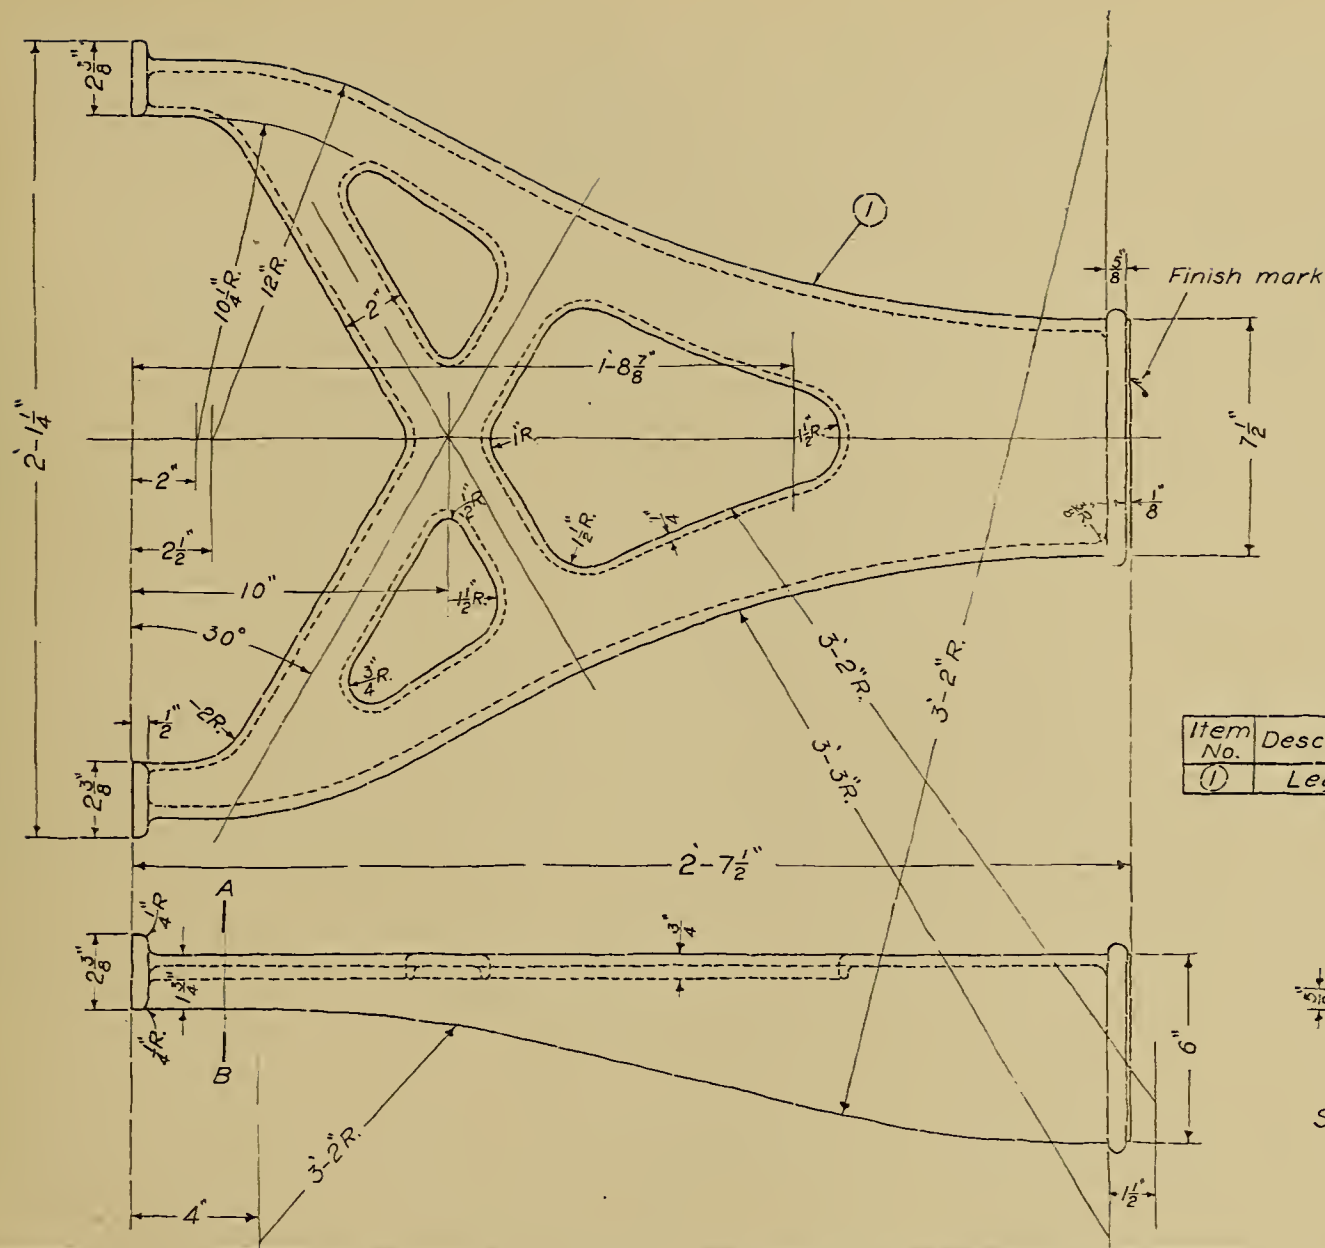 2 3/8"
2'-1 1/4"
10 1/4" R.
12" R.
2"
1
5/8"
Finish mark
1'-8 7/8"
1" R.
1 1/2" R.
7 1/2"
2"
1/2" R.
1/4"
1 1/2" R.
1/8"
2 1/2"
10"
1 1/2" R.
30°
3/4" R.
3'-2" R.
3'-2" R.
3'-3" R.
1/2"
-2R.
2 3/8"
Item No.
1
2'-7 1/2"
A
1/4" R
3/4"
2 3/8"
1 3/4"
1/4" R.
B
6"
3'-2" R.
4"
1 1/2"